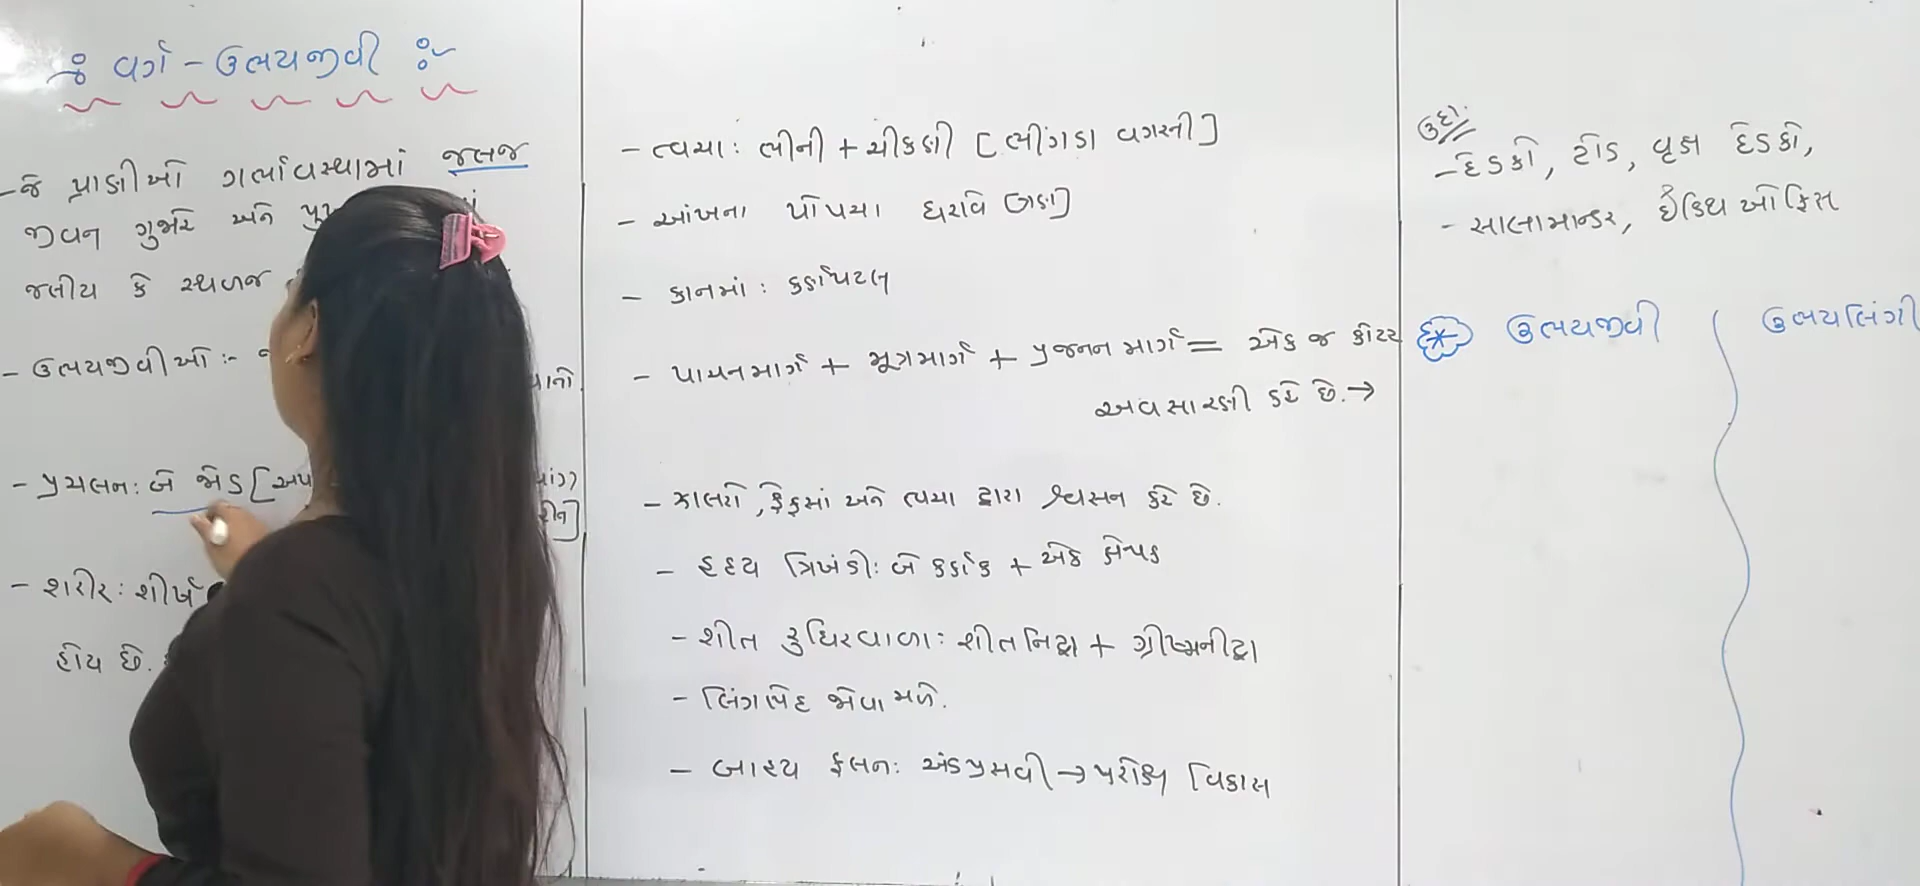 વર્ગ - ઉભયજીવી
- જે પ્રાણીઓ ગર્ભાવસ્થામાં જલજ
જીવન ગુજારે અને
જલીય કે સ્થળજ
- ઉભયજીવીઓ :-
- પ્રચલન: બે જોડ [અપ
- શરીર: શીર્ષ
હોય છે.
- ત્વચા: ભીની + ચીકણી [ભીંગડા વગરની]
- આંખના પોપચા ધરાવે [ત્રણ]
- કાનમાં : કર્ણપટલ
- પાચનમાર્ગ + મૂત્રમાર્ગ + પ્રજનન માર્ગ = એક જ કોટર
અવસારણી કરે છે. →
- ઝાલરો, ફેફસાં અને ત્વચા દ્વારા શ્વસન કરે છે.
- હૃદય ત્રિખંડી: બે કર્ણક + એક ક્ષેપક
- શીત રુધિરવાળા: શીતનિદ્રા + ગ્રીષ્મનીદ્રા
- લિંગભેદ જોવા મળે.
- બાહ્ય ફલન: અંડપ્રસવી → પરોક્ષ વિકાસ
ઉદા.
- દેડકો, ટોડ, વૃક્ષ દેડકો,
- સાલામાન્ડર, ઈકથિઓફિસ
* ઉભયજીવી
ઉભયલિંગી